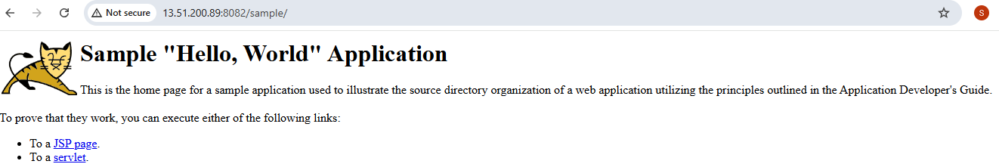 Not secure 13.51.200.89:8082/sample/ S
Sample "Hello, World" Application
This is the home page for a sample application used to illustrate the source directory organization of a web application utilizing the principles outlined in the Application Developer's Guide.
To prove that they work, you can execute either of the following links:
• To a JSP page.
• To a servlet.